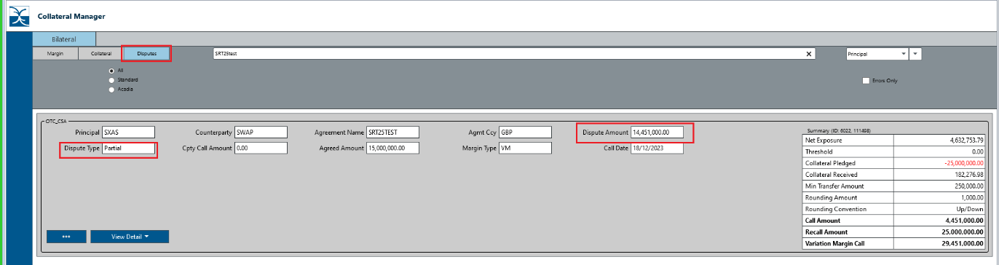 Collateral Manager
Bilateral
Margin Collateral Disputes SRT25test X Principal
All
Standard Errors Only
Acadia
OTC_CSA
Principal SXAS Counterparty SWAP Agreement Name SRT25TEST Agmt Ccy GBP Dispute Amount 14,451,000.00
Dispute Type Partial Cpty Call Amount 0.00 Agreed Amount 15,000,000.00 Margin Type VM Call Date 18/12/2023
Summary (ID: 6022, 111498)
Net Exposure 4,632,753.79
Threshold 0.00
Collateral Pledged -25,000,000.00
Collateral Received 182,276.98
Min Transfer Amount 250,000.00
Rounding Amount 1,000.00
Rounding Convention Up/Down
Call Amount 4,451,000.00
Recall Amount 25,000,000.00
Variation Margin Call 29,451,000.00
••• View Detail